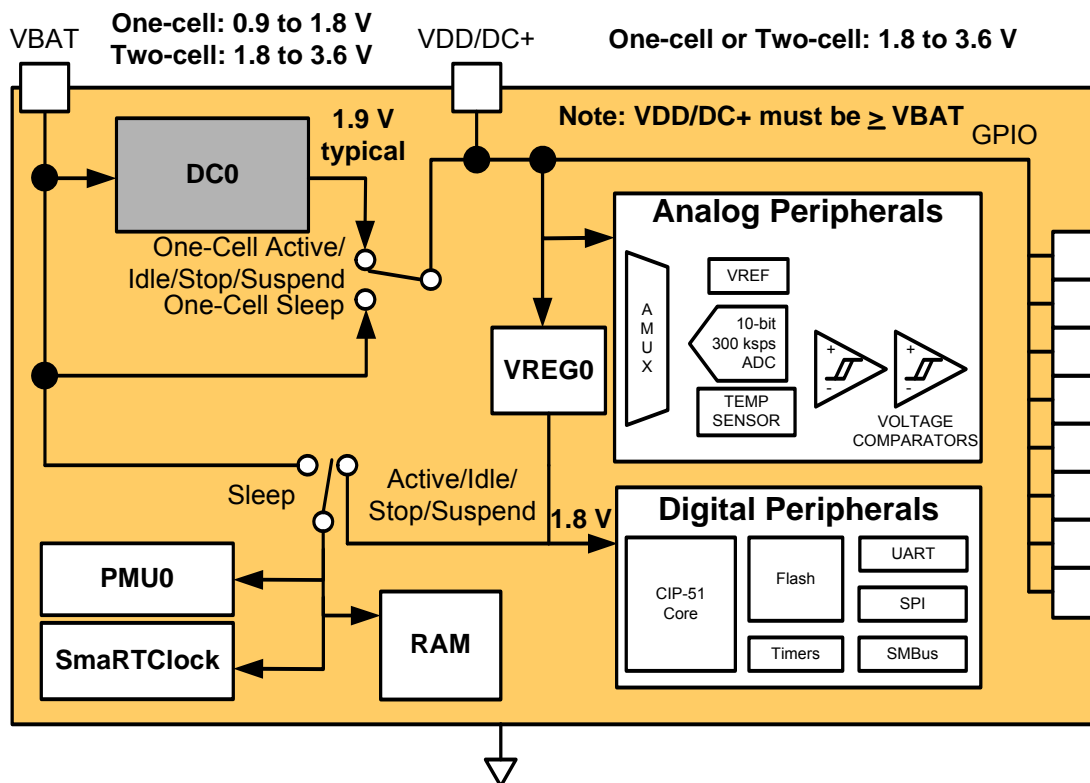 VBAT
One-cell: 0.9 to 1.8 V
Two-cell: 1.8 to 3.6 V
VDD/DC+
One-cell or Two-cell: 1.8 to 3.6 V
Note: VDD/DC+ must be ≥ VBAT
GPIO
1.9 V
typical
DC0
One-Cell Active/
Idle/Stop/Suspend
One-Cell Sleep
Analog Peripherals
A
M
U
X
VREF
10-bit
300 ksps
ADC
TEMP
SENSOR
+
-
+
-
VOLTAGE
COMPARATORS
VREG0
Sleep
Active/Idle/
Stop/Suspend
1.8 V
Digital Peripherals
CIP-51
Core
Flash
Timers
UART
SPI
SMBus
PMU0
SmaRTClock
RAM